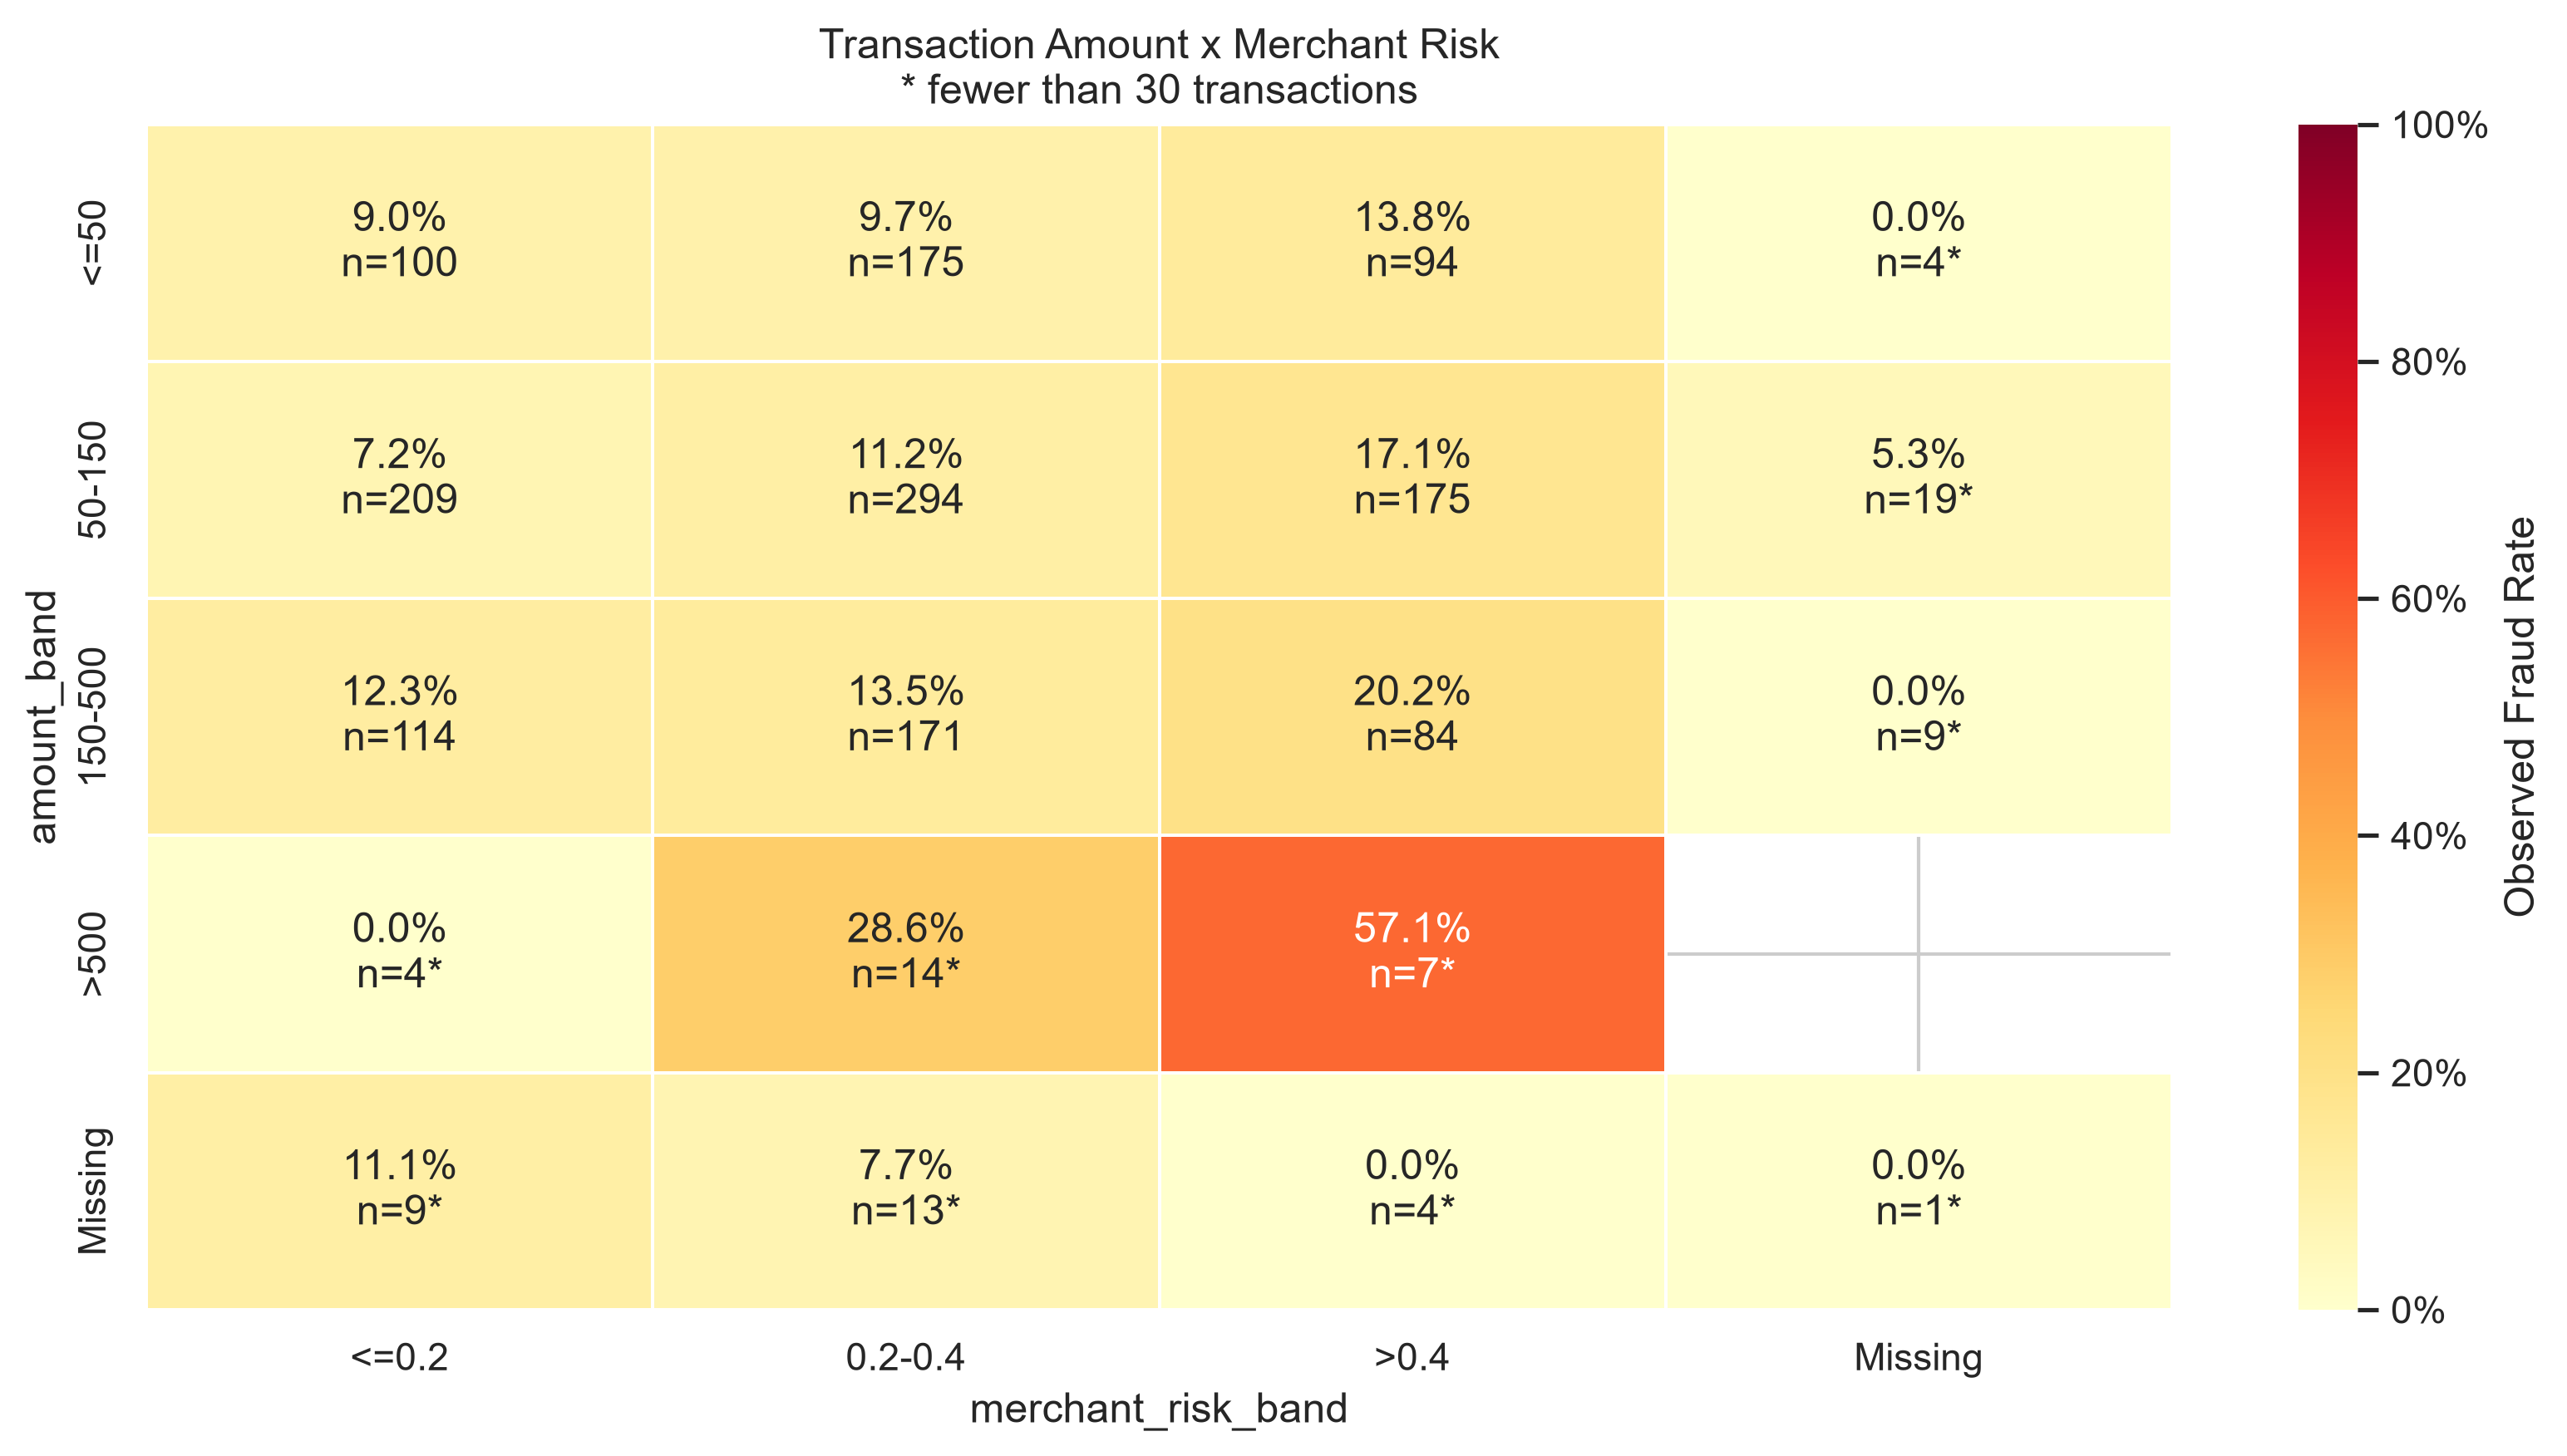 Transaction Amount x Merchant Risk
* fewer than 30 transactions
amount_band
<=50
9.0%
n=100
9.7%
n=175
13.8%
n=94
0.0%
n=4*
50-150
7.2%
n=209
11.2%
n=294
17.1%
n=175
5.3%
n=19*
150-500
12.3%
n=114
13.5%
n=171
20.2%
n=84
0.0%
n=9*
>500
0.0%
n=4*
28.6%
n=14*
57.1%
n=7*
Missing
11.1%
n=9*
7.7%
n=13*
0.0%
n=4*
0.0%
n=1*
<=0.2
0.2-0.4
>0.4
Missing
merchant_risk_band
100%
80%
60%
40%
20%
0%
Observed Fraud Rate